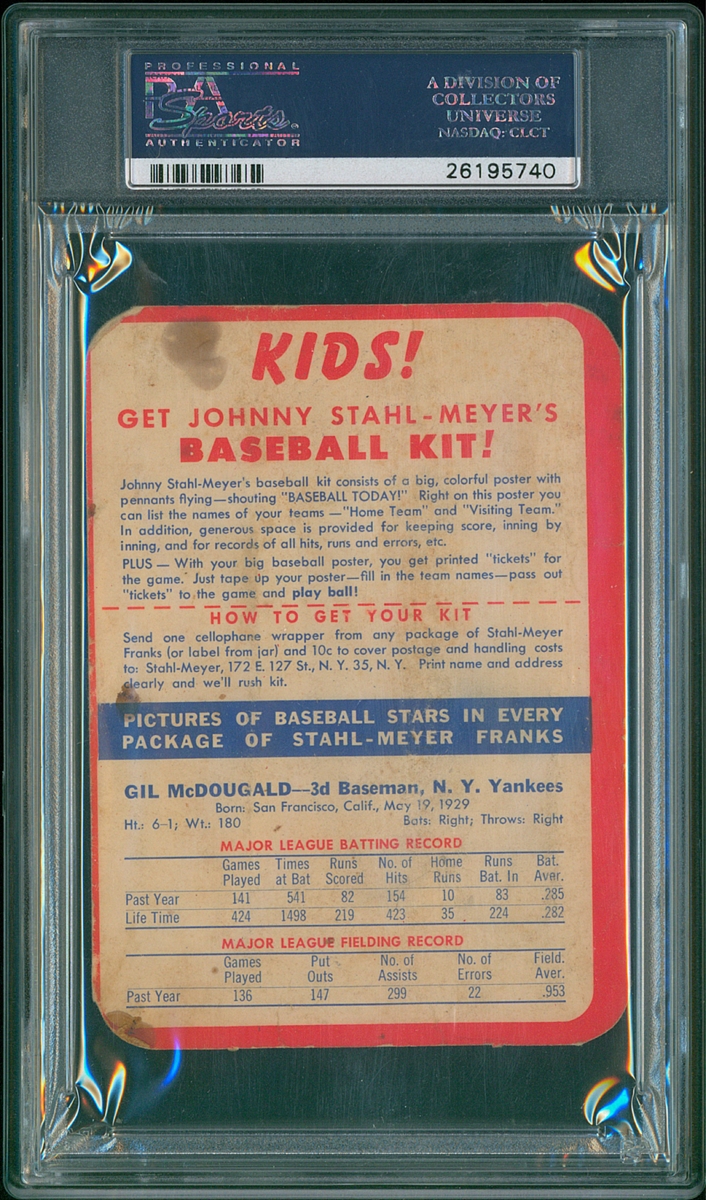 PROFESSIONAL
PSA
Sports.
AUTHENTICATOR
A DIVISION OF
COLLECTORS
UNIVERSE
NASDAQ: CLCT
26195740
KIDS!
GET JOHNNY STAHL-MEYER'S
BASEBALL KIT!
Johnny Stahl-Meyer's baseball kit consists of a big, colorful poster with
pennants flying—shouting "BASEBALL TODAY!" Right on this poster you
can list the names of your teams —"Home Team" and "Visiting Team."
In addition, generous space is provided for keeping score, inning by
inning, and for records of all hits, runs and errors, etc.
PLUS — With your big baseball poster, you get printed "tickets" for
the game. Just tape up your poster—fill in the team names—pass out
"tickets" to the game and play ball!
HOW TO GET YOUR KIT
Send one cellophane wrapper from any package of Stahl-Meyer
Franks (or label from jar) and 10c to cover postage and handling costs
to: Stahl-Meyer, 172 E. 127 St., N. Y. 35, N. Y. Print name and address
clearly and we'll rush kit.
PICTURES OF BASEBALL STARS IN EVERY
PACKAGE OF STAHL-MEYER FRANKS
GIL McDOUGALD—3d Baseman, N. Y. Yankees
Born: San Francisco, Calif., May 19, 1929
Ht.: 6-1; Wt.: 180 Bats: Right; Throws: Right
MAJOR LEAGUE BATTING RECORD
Games Times Runs No. of Home Runs Bat.
Played at Bat Scored Hits Runs Bat. In Aver.
Past Year 141 541 82 154 10 83 .285
Life Time 424 1498 219 423 35 224 .282
MAJOR LEAGUE FIELDING RECORD
Games Put No. of No. of Field.
Played Outs Assists Errors Aver.
Past Year 136 147 299 22 .953